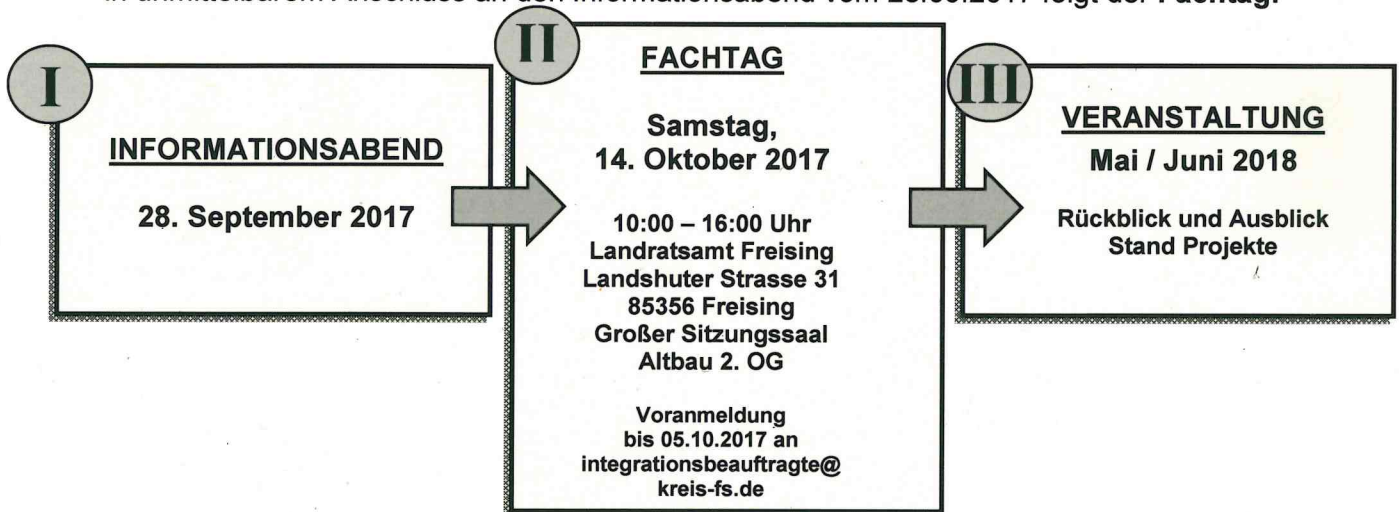 I
INFORMATIONSABEND
28. September 2017
II
FACHTAG
Samstag,
14. Oktober 2017
10:00 – 16:00 Uhr
Landratsamt Freising
Landshuter Strasse 31
85356 Freising
Großer Sitzungssaal
Altbau 2. OG
Voranmeldung
bis 05.10.2017 an
integrationsbeauftragte@
kreis-fs.de
III
VERANSTALTUNG
Mai / Juni 2018
Rückblick und Ausblick
Stand Projekte